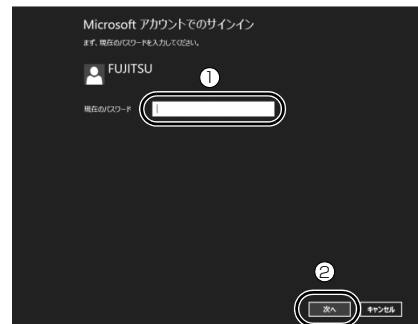 Microsoft アカウントでのサインイン
まず、現在のパスワードを入力してください。
FUJITSU
①
現在のパスワード
②
次へ
キャンセル